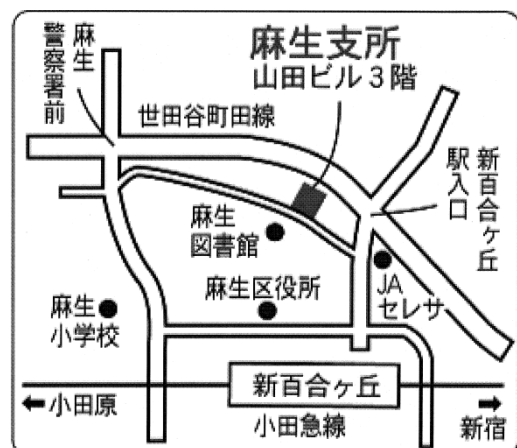 麻生支所
山田ビル3階
麻生
警察署前
世田谷町田線
新百合ヶ丘
駅入口
麻生
図書館
JA
セレサ
麻生区役所
麻生
小学校
新百合ヶ丘
←小田原
小田急線
→
新宿